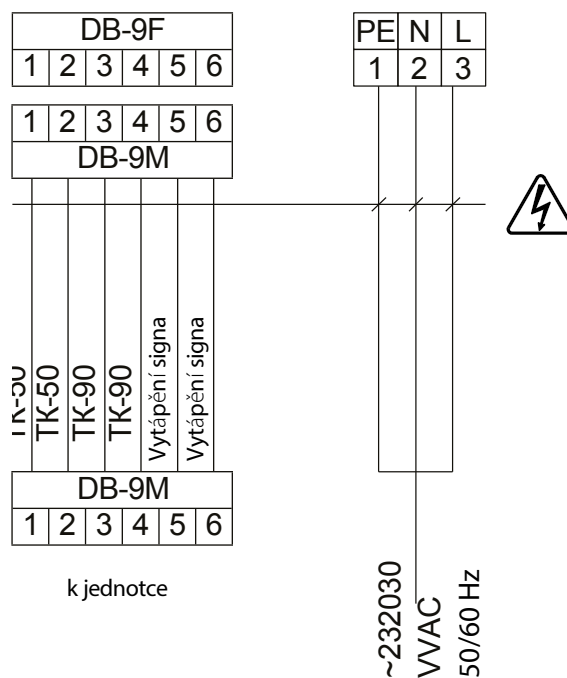 DB-9F
1 2 3 4 5 6
1 2 3 4 5 6
DB-9M
PE N L
1 2 3
TK-50
TK-50
TK-90
TK-90
Vytápění signa
Vytápění signa
DB-9M
1 2 3 4 5 6
k jednotce
~232030
VVAC
50/60 Hz